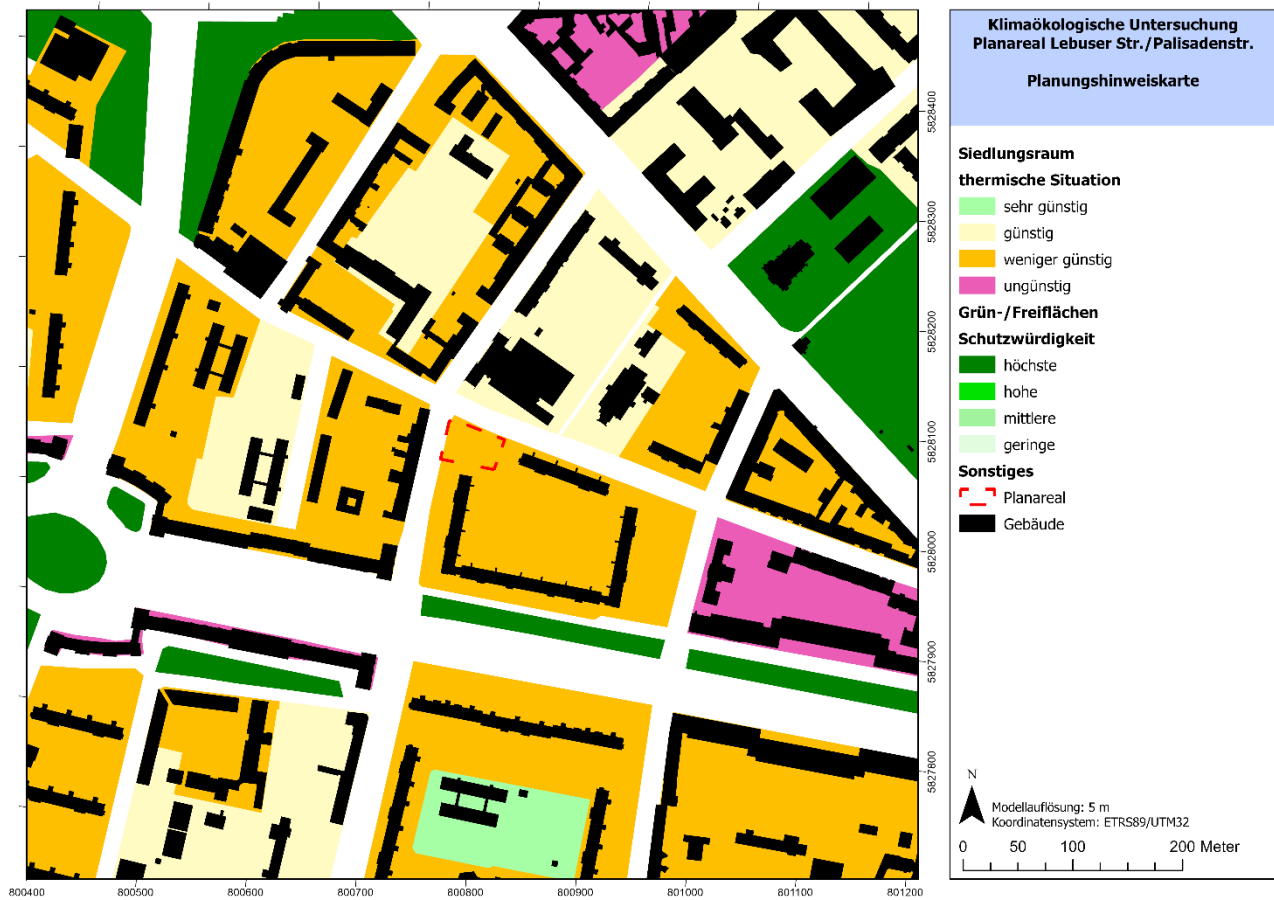 Klimaökologische Untersuchung
Planareal Lebuser Str./Palisadenstr.
Planungshinweiskarte
Siedlungsraum
thermische Situation
sehr günstig
günstig
weniger günstig
ungünstig
Grün-/Freiflächen
Schutzwürdigkeit
höchste
hohe
mittlere
geringe
Sonstiges
Planareal
Gebäude
N
Modellauflösung: 5 m
Koordinatensystem: ETRS89/UTM32
0 50 100 200 Meter
5828400
5828300
5828200
5828100
5828000
5827900
5827800
800400 800500 800600 800700 800800 800900 801000 801100 801200